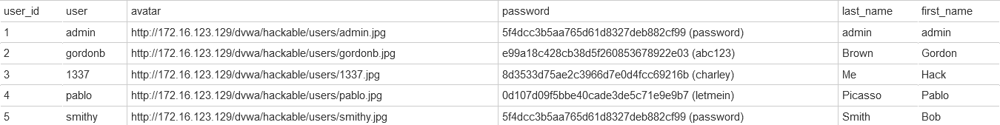 user_id user avatar password last_name first_name
1 admin http://172.16.123.129/dvwa/hackable/users/admin.jpg 5f4dcc3b5aa765d61d8327deb882cf99 (password) admin admin
2 gordonb http://172.16.123.129/dvwa/hackable/users/gordonb.jpg e99a18c428cb38d5f260853678922e03 (abc123) Brown Gordon
3 1337 http://172.16.123.129/dvwa/hackable/users/1337.jpg 8d3533d75ae2c3966d7e0d4fcc69216b (charley) Me Hack
4 pablo http://172.16.123.129/dvwa/hackable/users/pablo.jpg 0d107d09f5bbe40cade3de5c71e9e9b7 (letmein) Picasso Pablo
5 smithy http://172.16.123.129/dvwa/hackable/users/smithy.jpg 5f4dcc3b5aa765d61d8327deb882cf99 (password) Smith Bob